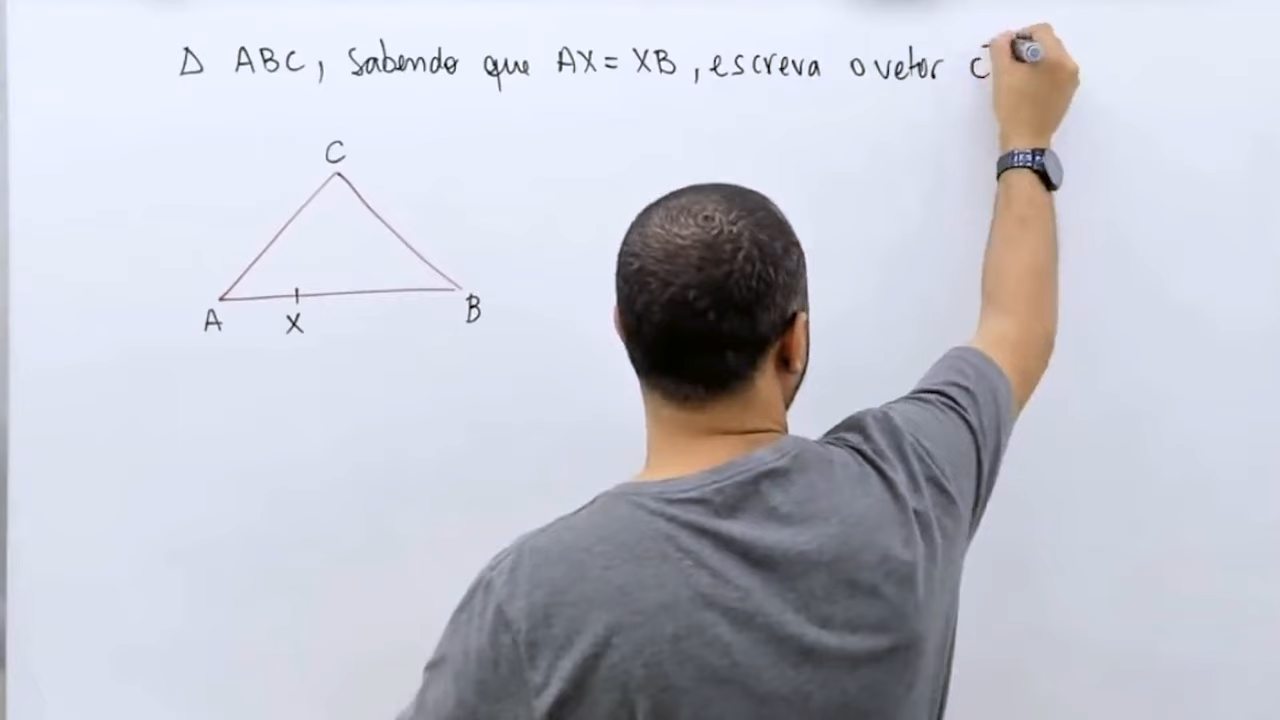 Δ ABC, Sabendo que AX = XB, escreva o vetor C
C
A X B